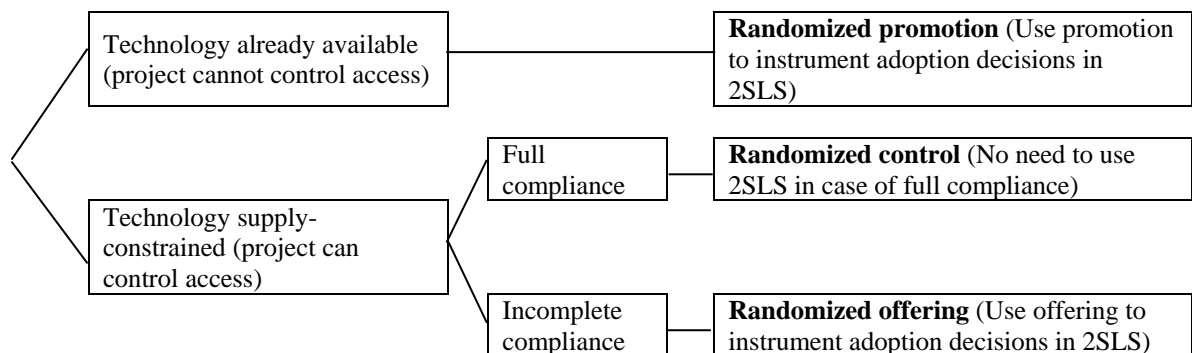 Technology already available
(project cannot control access)
Randomized promotion (Use promotion
to instrument adoption decisions in
2SLS)
Full
compliance
Randomized control (No need to use
2SLS in case of full compliance)
Technology supply-
constrained (project can
control access)
Incomplete
compliance
Randomized offering (Use offering to
instrument adoption decisions in 2SLS)